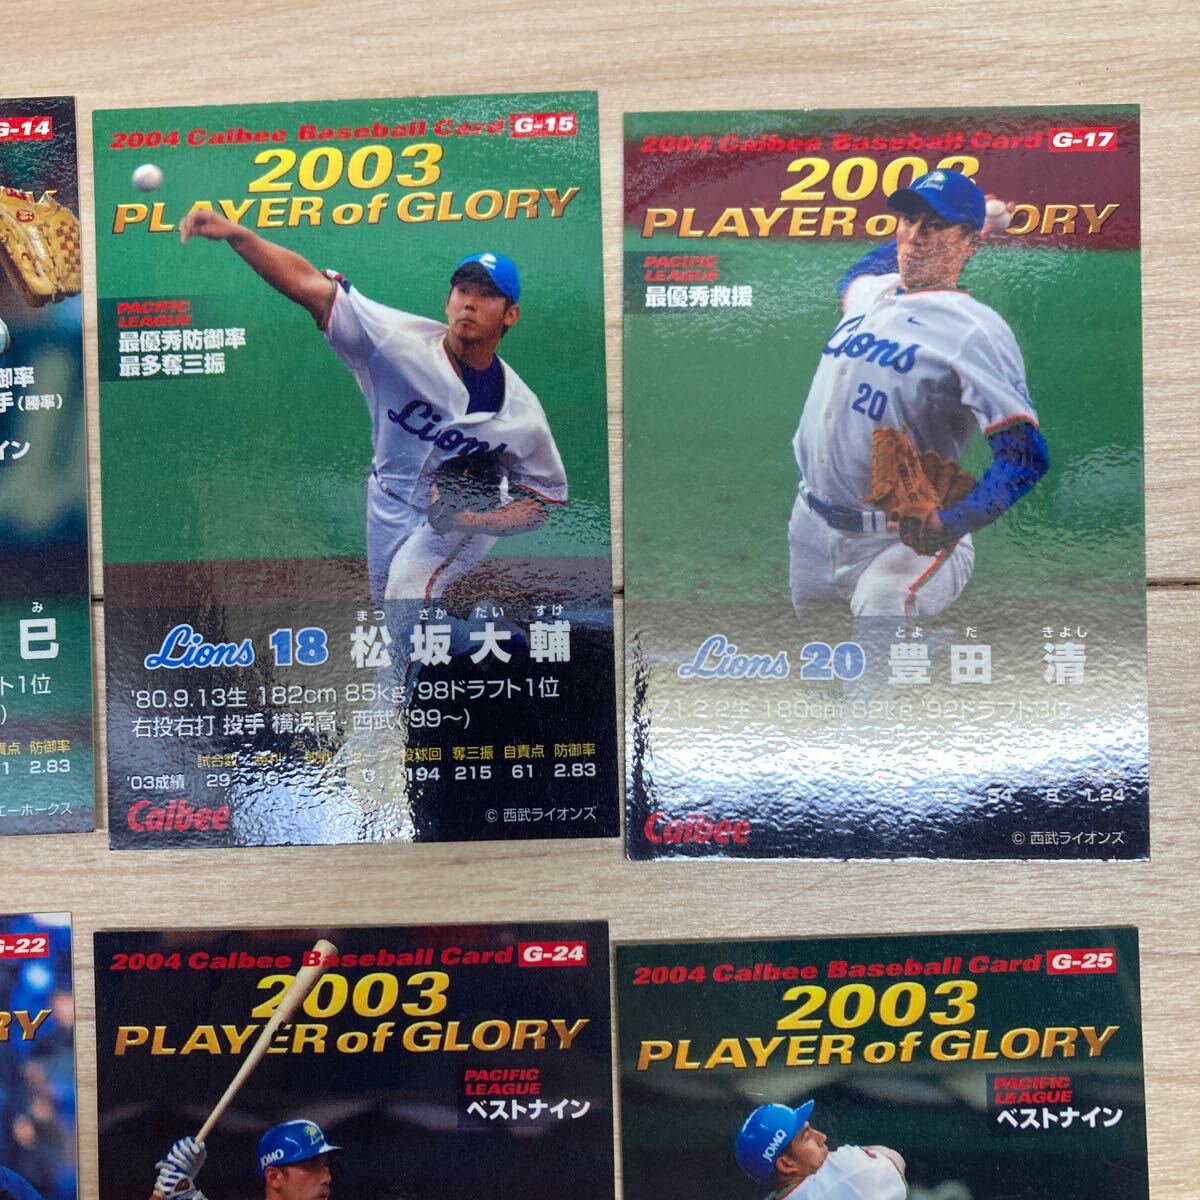 G-14
御率
手(勝率)
イン
み
巳
フト1位
防御率
2.83
エーホークス
2004 Calbee Baseball Card G-15
2003
PLAYER of GLORY
PACIFIC
LEAGUE
最優秀防御率
最多奪三振
Lions
まつ ざか だい すけ
Lions 18 松坂大輔
'80.9.13生 182cm 85kg '98ドラフト1位
右投右打 投手 横浜高-西武('99～)
試合数 投球回 奪三振 自責点 防御率
'03成績 29 16 194 215 61 2.83
Calbee
© 西武ライオンズ
2004 Calbee Baseball Card G-17
2003
PLAYER of GLORY
PACIFIC
LEAGUE
最優秀救援
Lions
Lions
20
とよ だ きよし
Lions 20 豊田 清
180cm 82kg '92ドラフト3位
Calbee
© 西武ライオンズ
G-22
RY
2004 Calbee Baseball Card G-24
2003
PLAYER of GLORY
PACIFIC
LEAGUE
ベストナイン
JOMO
2004 Calbee Baseball Card G-25
2003
PLAYER of GLORY
PACIFIC
LEAGUE
ベストナイン
JOMO